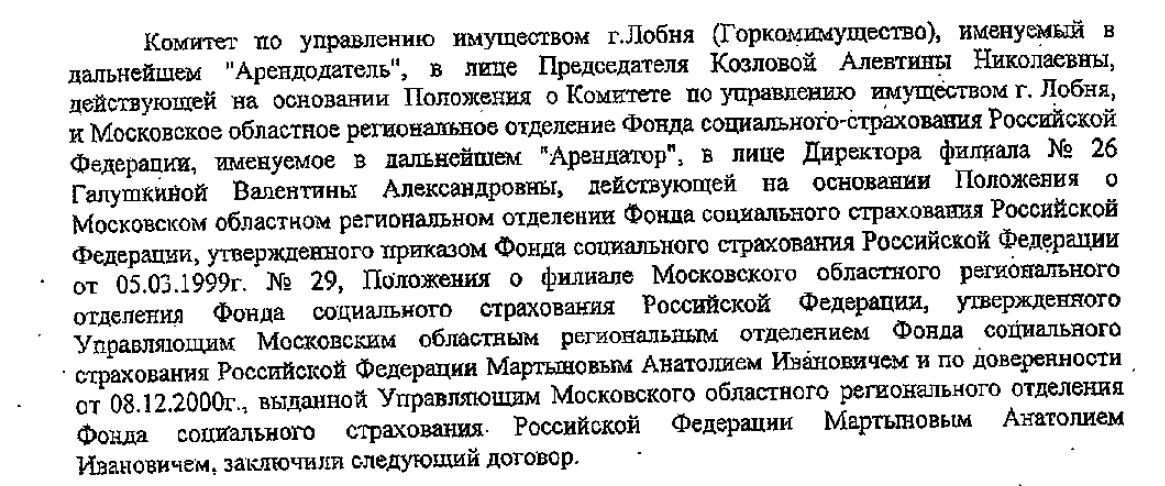 Комитет по управлению имуществом г.Лобня (Горкомимущество), именуемый в
дальнейшем "Арендодатель", в лице Председателя Козловой Алевтины Николаевны,
действующей на основании Положения о Комитете по управлению имуществом г. Лобня,
и Московское областное региональное отделение Фонда социального-страхования Российской
Федерации, именуемое в дальнейшем "Арендатор", в лице Директора филиала № 26
Галушкиной Валентины Александровны, действующей на основании Положения о
Московском областном региональном отделении Фонда социального страхования Российской
Федерации, утвержденного приказом Фонда социального страхования Российской Федерации
от 05.03.1999г. № 29, Положения о филиале Московского областного регионального
отделения Фонда социального страхования Российской Федерации, утвержденного
Управляющим Московским областным региональным отделением Фонда социального
страхования Российской Федерации Мартыновым Анатолием Ивановичем и по доверенности
от 08.12.2000г., выданной Управляющим Московского областного регионального отделения
Фонда социального страхования Российской Федерации Мартыновым Анатолием
Ивановичем, заключили следующий договор.